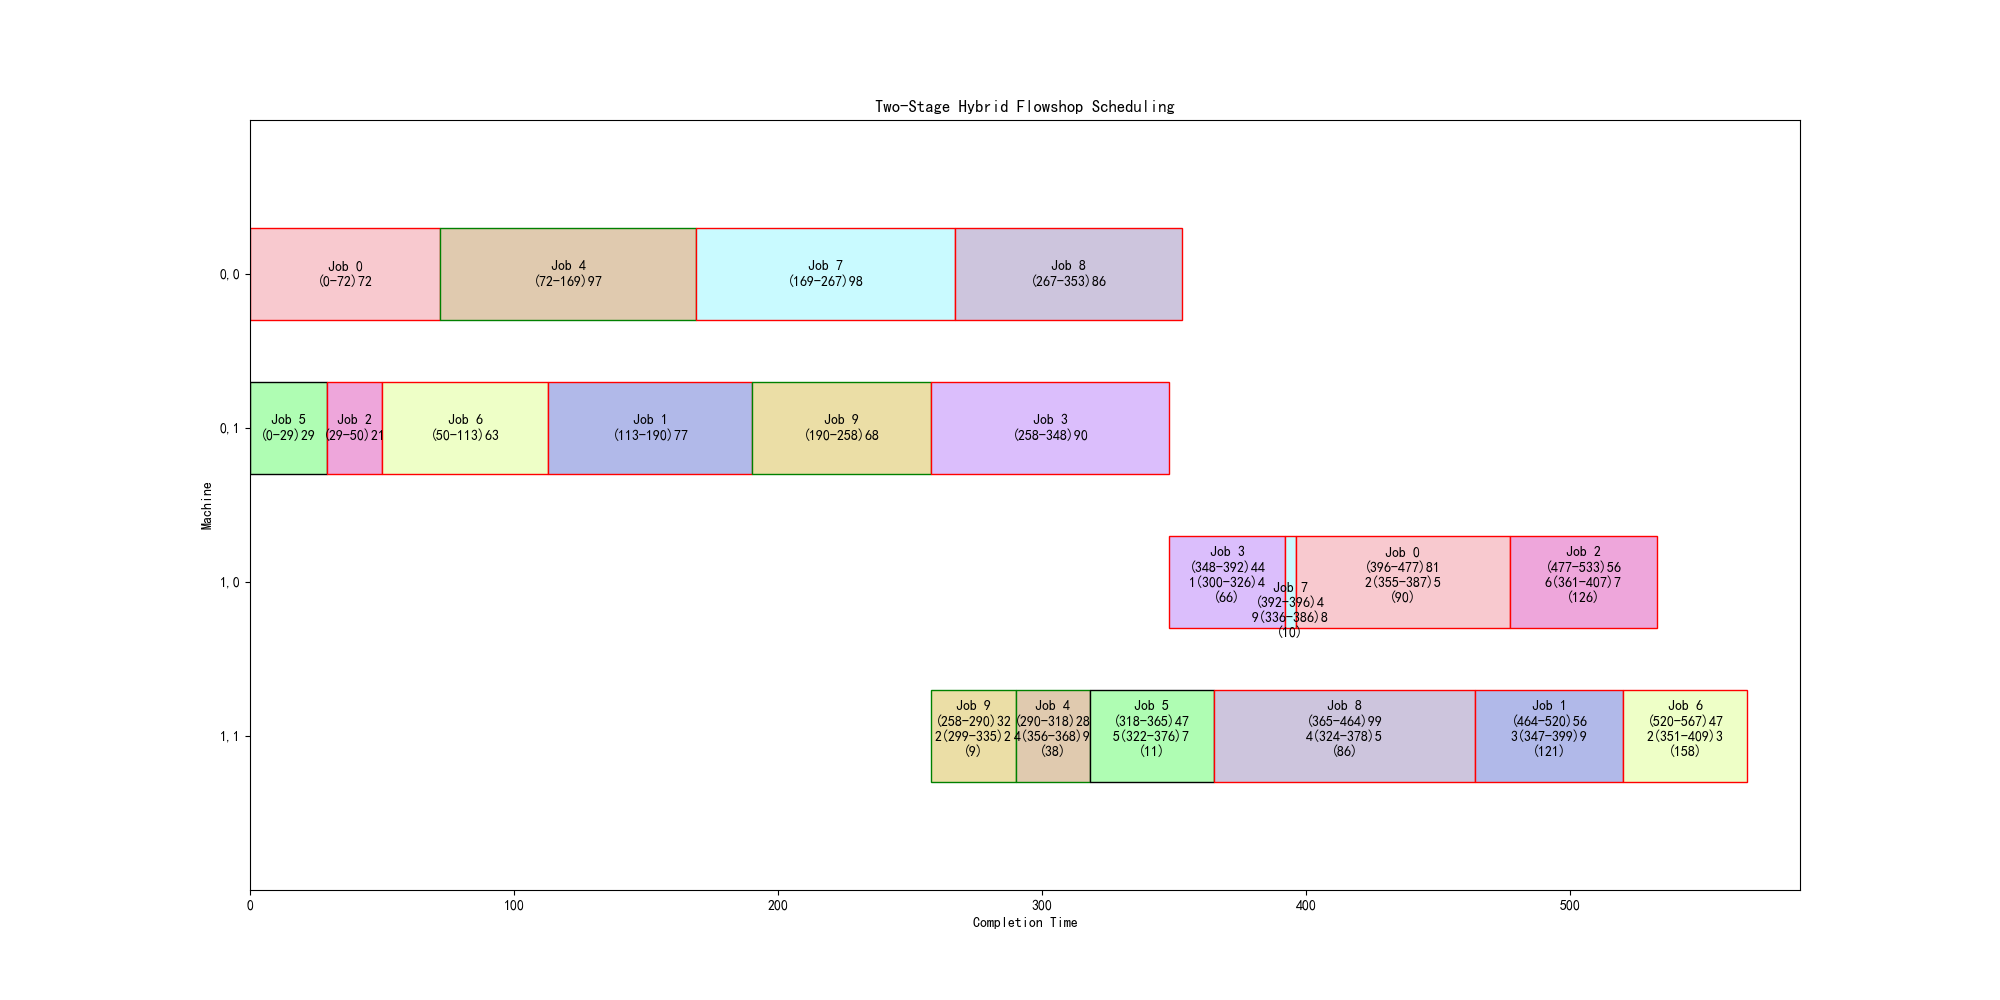 Two-Stage Hybrid Flowshop Scheduling
0,0
Job 0
(0-72)72
Job 4
(72-169)97
Job 7
(169-267)98
Job 8
(267-353)86
0,1
Job 5
(0-29)29
Job 2
(29-50)21
Job 6
(50-113)63
Job 1
(113-190)77
Job 9
(190-258)68
Job 3
(258-348)90
Machine
1,0
Job 3
(348-392)44
1(300-326)4
(66)
Job 7
(392-396)4
9(336-386)8
(10)
Job 0
(396-477)81
2(355-387)5
(90)
Job 2
(477-533)56
6(361-407)7
(126)
1,1
Job 9
(258-290)32
2(299-335)2
(9)
Job 4
(290-318)28
4(356-368)9
(38)
Job 5
(318-365)47
5(322-376)7
(11)
Job 8
(365-464)99
4(324-378)5
(86)
Job 1
(464-520)56
3(347-399)9
(121)
Job 6
(520-567)47
2(351-409)3
(158)
0 100 200 300 400 500
Completion Time